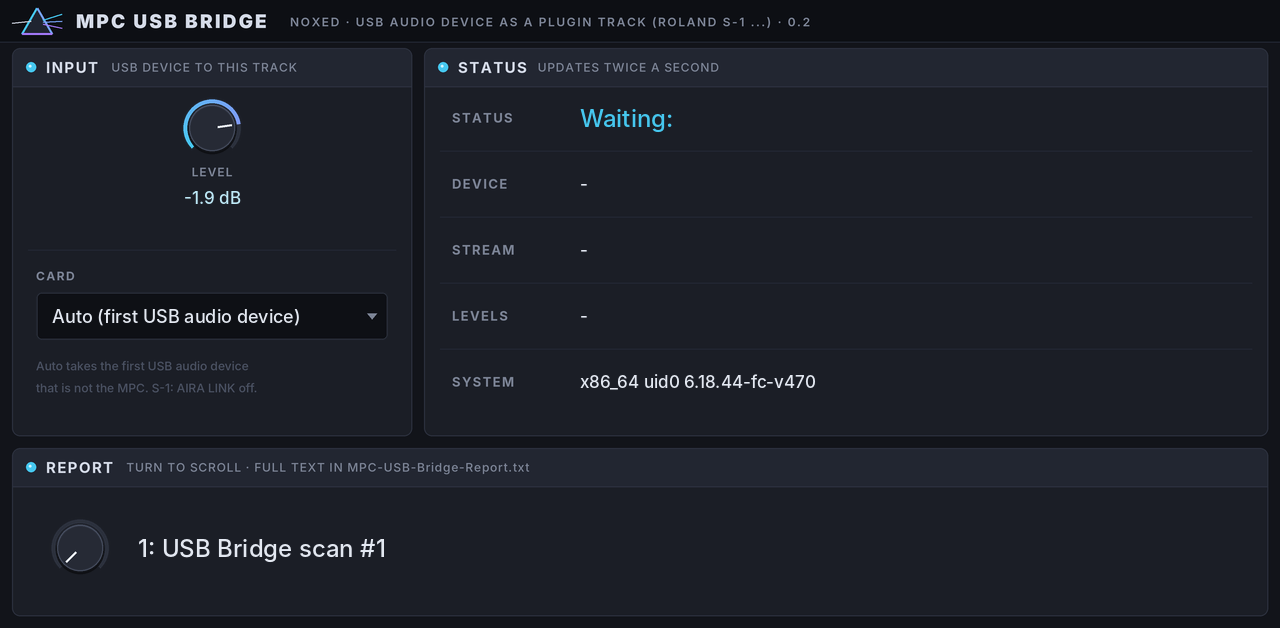 MPC USB BRIDGE NOXED · USB AUDIO DEVICE AS A PLUGIN TRACK (ROLAND S-1 ...) · 0.2
INPUT USB DEVICE TO THIS TRACK
LEVEL
-1.9 dB
CARD
Auto (first USB audio device)
Auto takes the first USB audio device
that is not the MPC. S-1: AIRA LINK off.
STATUS UPDATES TWICE A SECOND
STATUS Waiting:
DEVICE -
STREAM -
LEVELS -
SYSTEM x86_64 uid0 6.18.44-fc-v470
REPORT TURN TO SCROLL · FULL TEXT IN MPC-USB-Bridge-Report.txt
1: USB Bridge scan #1